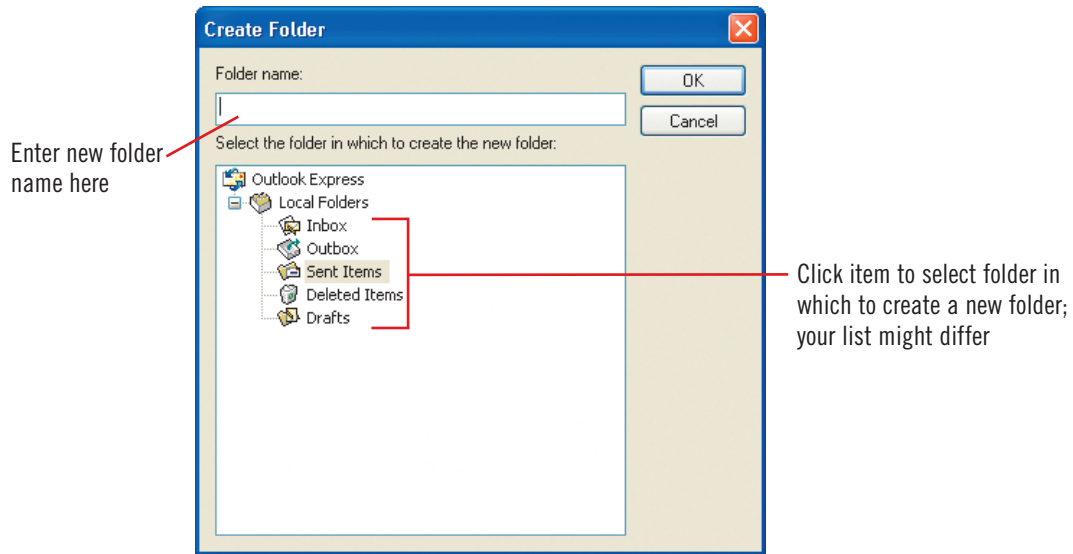 Create Folder
Folder name:
OK
Cancel
Enter new folder
name here
Select the folder in which to create the new folder:
Outlook Express
Local Folders
Inbox
Outbox
Sent Items
Deleted Items
Drafts
Click item to select folder in
which to create a new folder;
your list might differ